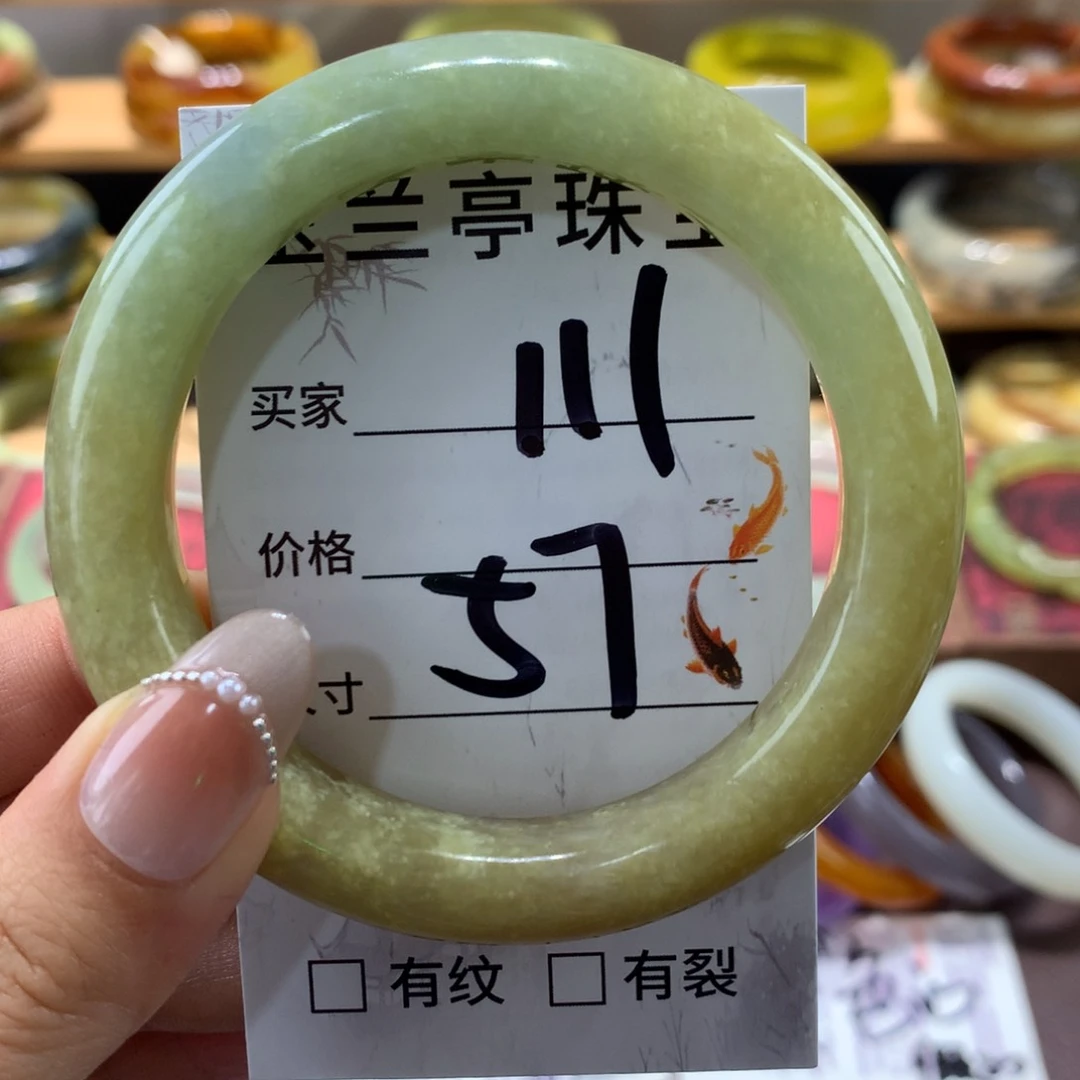 兰亭珠宝
买家 川
价格
寸 57
□ 有纹 □ 有裂